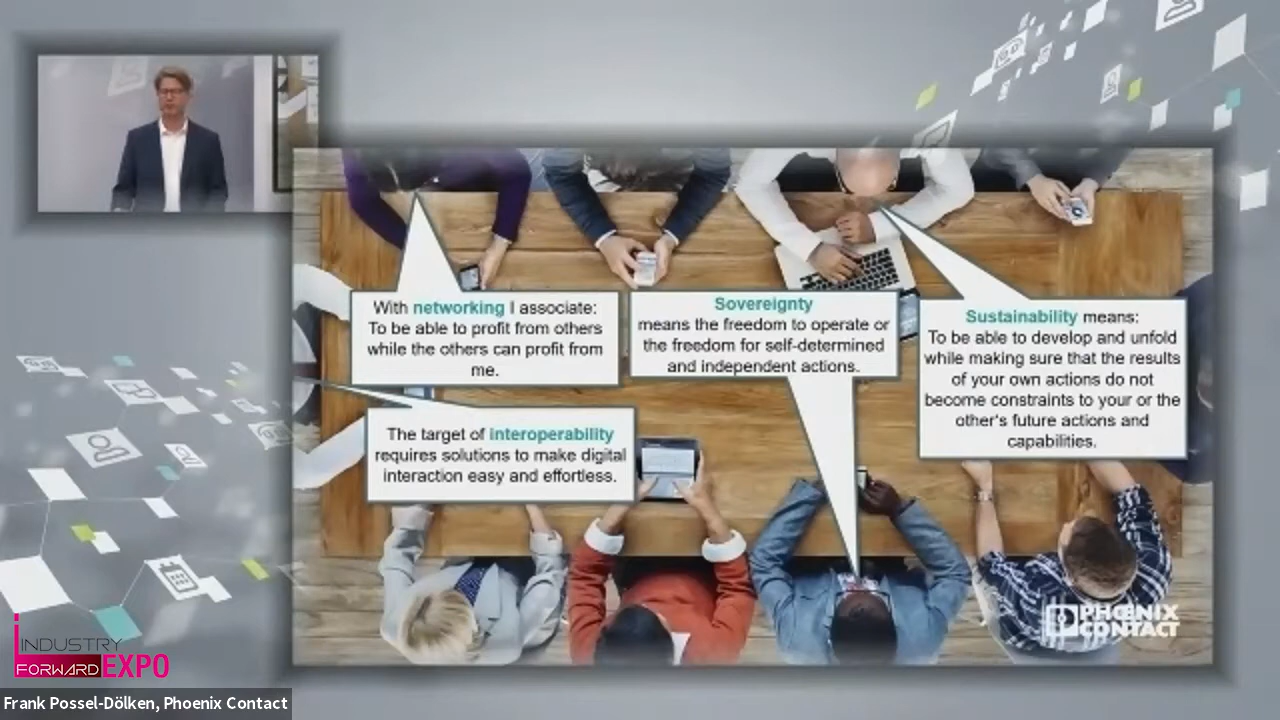 With networking I associate:
To be able to profit from others
while the others can profit from
me.
Sovereignty
means the freedom to operate or
the freedom for self-determined
and independent actions.
Sustainability means:
To be able to develop and unfold
while making sure that the results
of your own actions do not
become constraints to your or the
other's future actions and
capabilities.
The target of interoperability
requires solutions to make digital
interaction easy and effortless.
PHŒNIX
CONTACT
INDUSTRY
FORWARD EXPO
Frank Possel-Dölken, Phoenix Contact